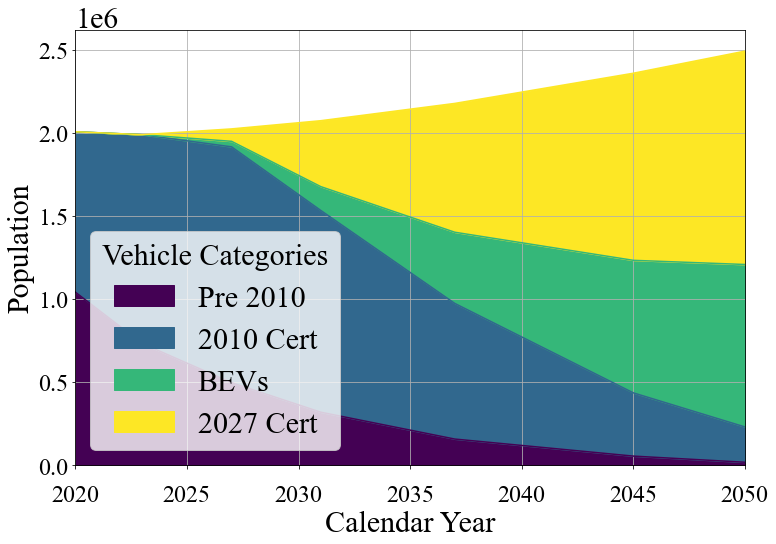 1e6
2.5
2.0
1.5
1.0
0.5
0.0
Population
Vehicle Categories
Pre 2010
2010 Cert
BEVs
2027 Cert
2020 2025 2030 2035 2040 2045 2050
Calendar Year